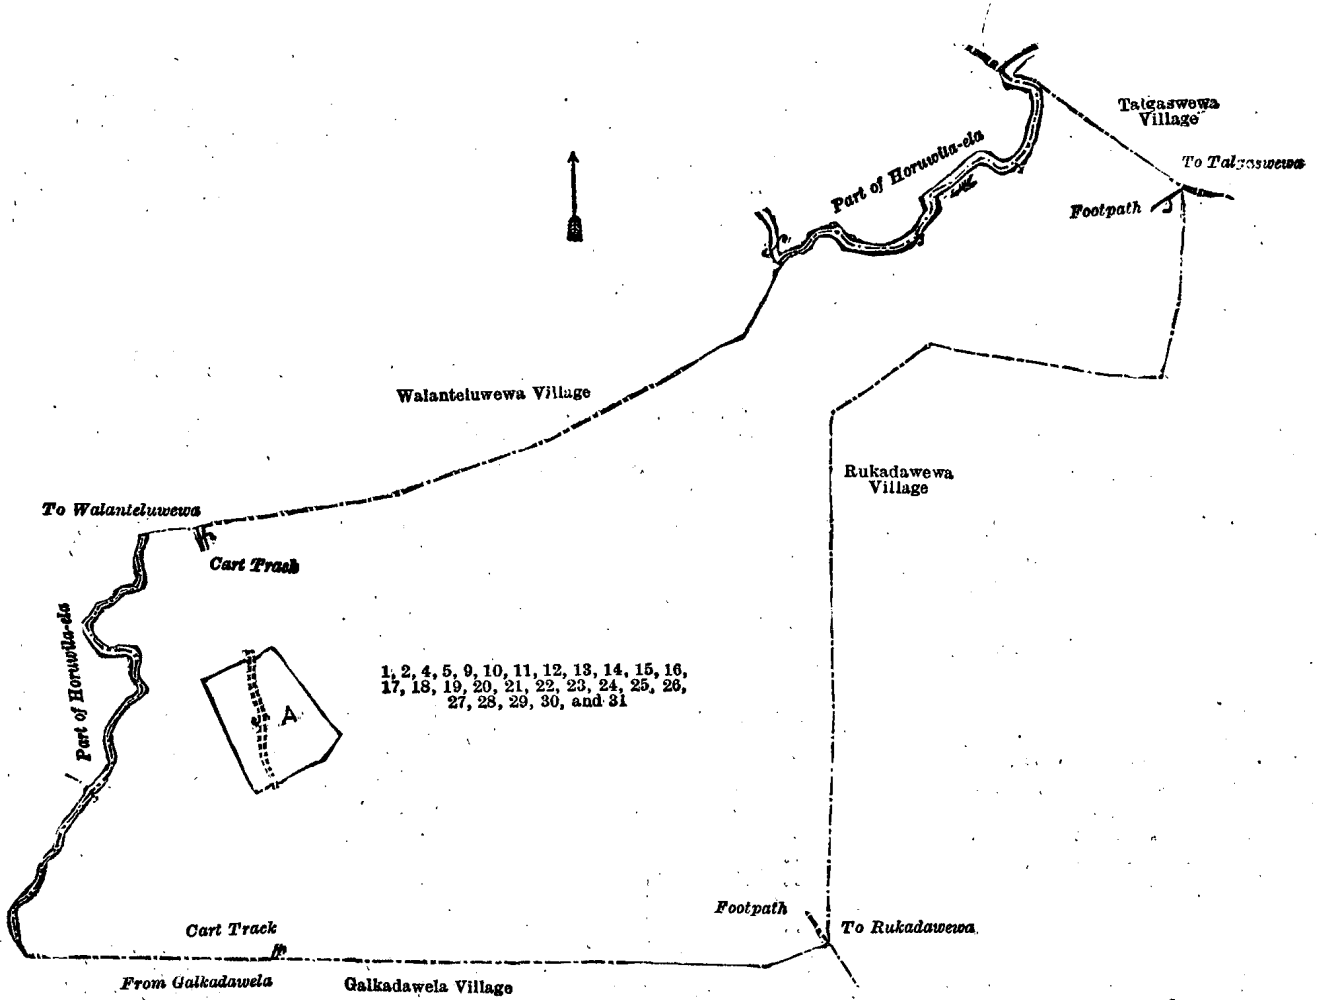 Talgaswewa
Village
To Talgaswewa
Part of Horuwila-ela
Footpath
Walanteluwewa Village
Rukadawewa
Village
To Walanteluwewa
Cart Track
Part of Horuwila-ela
1, 2, 4, 5, 9, 10, 11, 12, 13, 14, 15, 16,
17, 18, 19, 20, 21, 22, 23, 24, 25, 26,
27, 28, 29, 30, and 31
A
Footpath
To Rukadawewa
Cart Track
From Galkadawela
Galkadawela Village